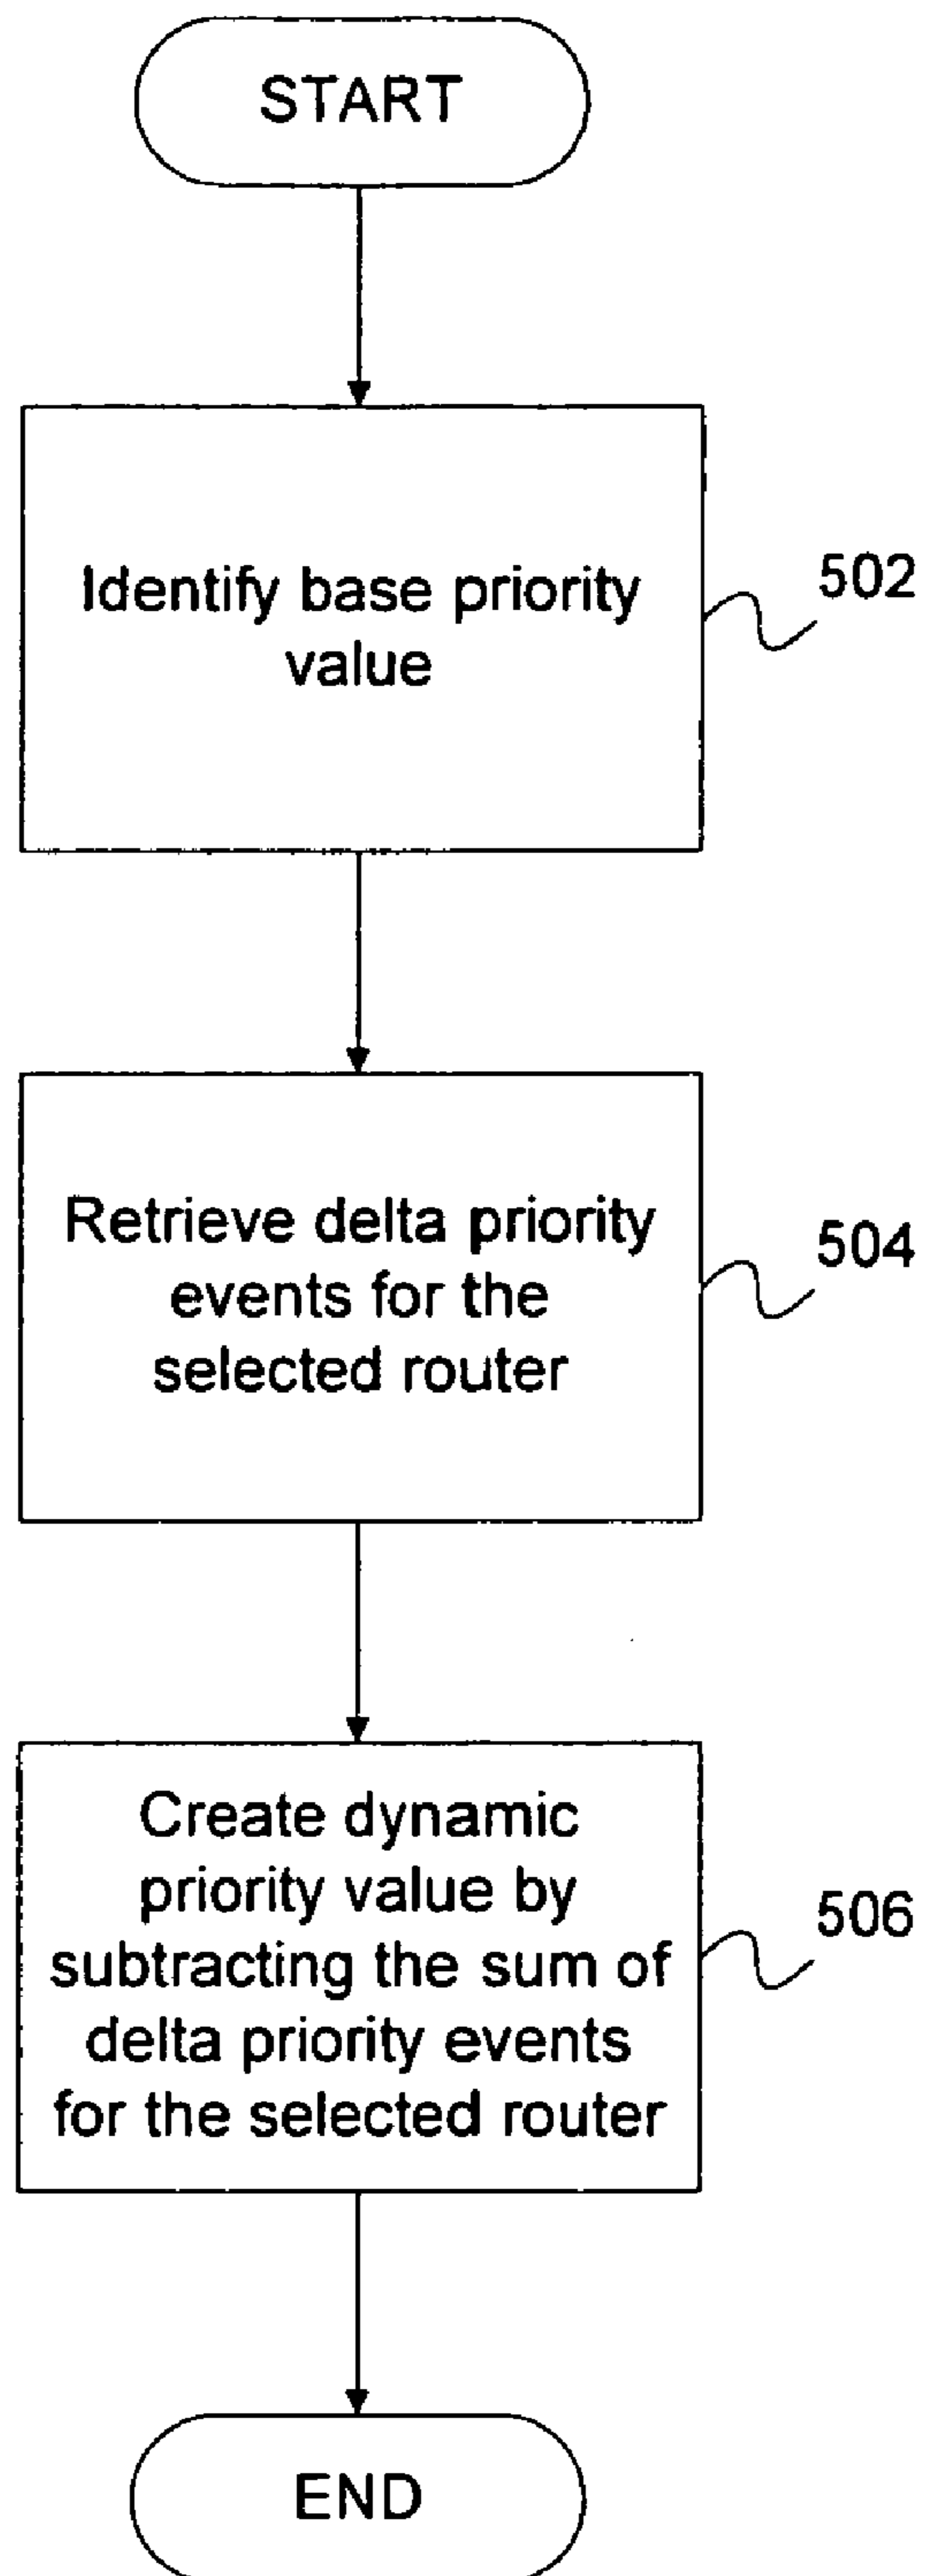 START
Identify base priority
value
502
Retrieve delta priority
events for the
selected router
504
Create dynamic
priority value by
subtracting the sum of
delta priority events
for the selected router
506
END